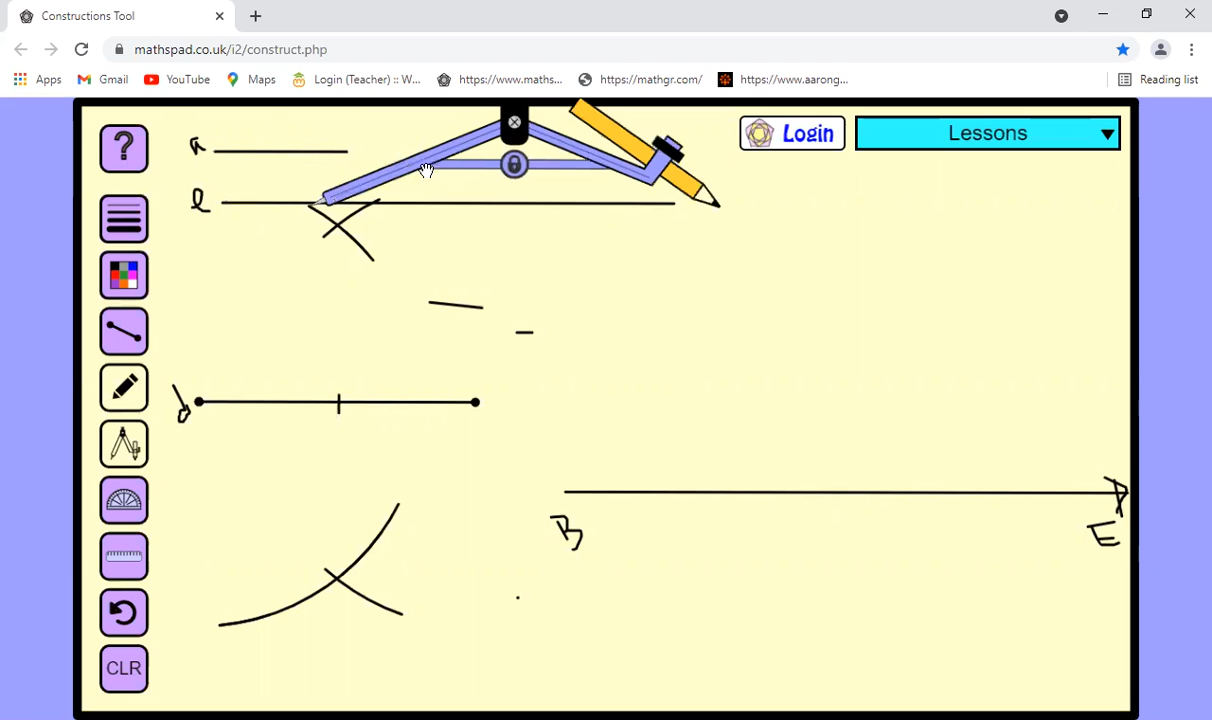 Constructions Tool
mathspad.co.uk/i2/construct.php
Apps Gmail YouTube Maps Login (Teacher) :: W... https://www.maths... https://mathgr.com/ https://www.aarong... Reading list
?
Login
Lessons
a
l
b
B
E
CLR